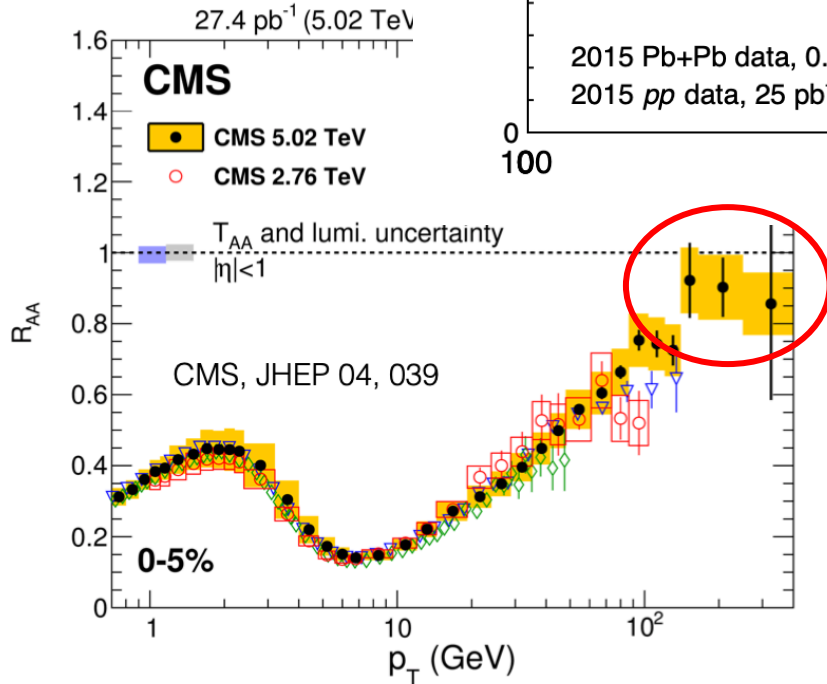 27.4 pb⁻¹ (5.02 TeV
1.6
CMS
1.4
CMS 5.02 TeV
CMS 2.76 TeV
1.2
T_AA and lumi. uncertainty
|η|<1
1
R_AA
0.8
CMS, JHEP 04, 039
0.6
0.4
0.2
0-5%
0
1
10
10²
p_T (GeV)
2015 Pb+Pb data, 0.
2015 pp data, 25 pb
0
100